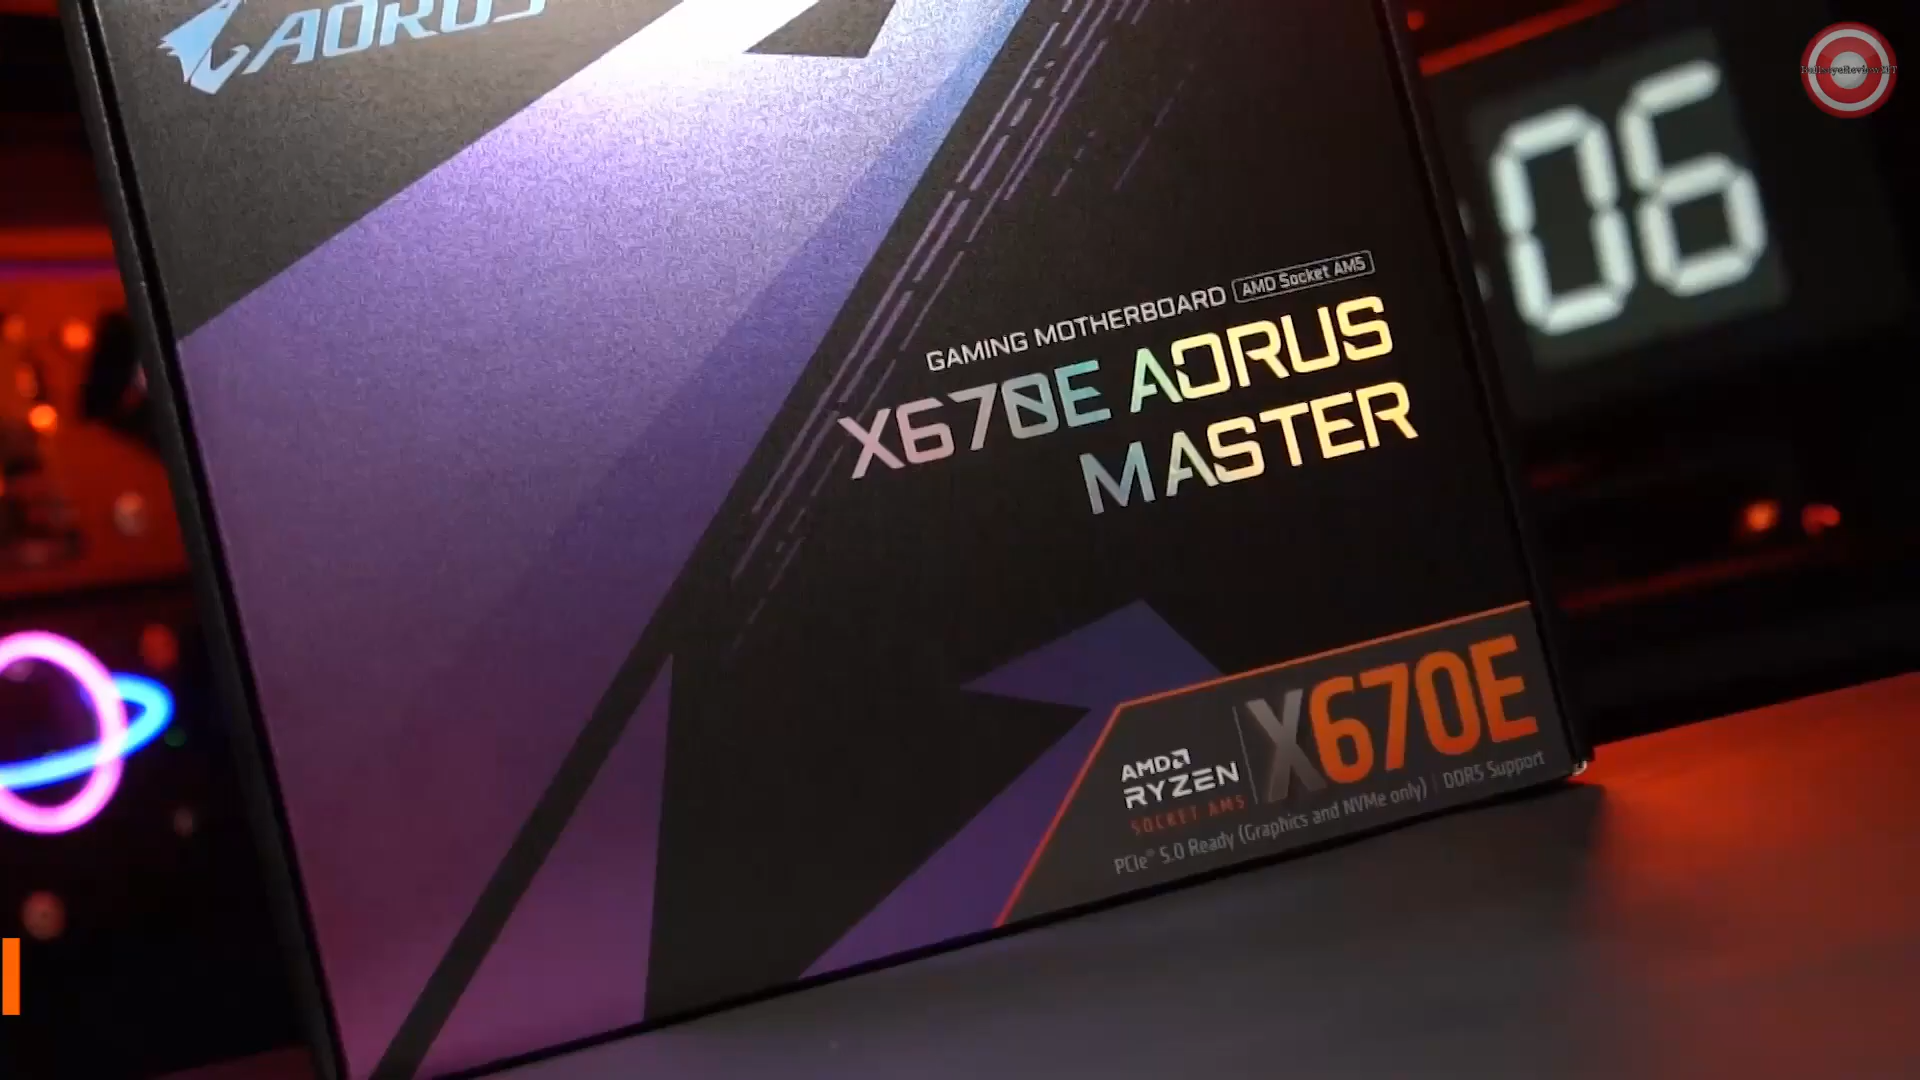 AORUS
06
GAMING MOTHERBOARD AMD Socket AM5
X670E AORUS
MASTER
AMD
RYZEN
SOCKET AM5
X670E
PCIe® 5.0 Ready (Graphics and NVMe only) | DDR5 Support